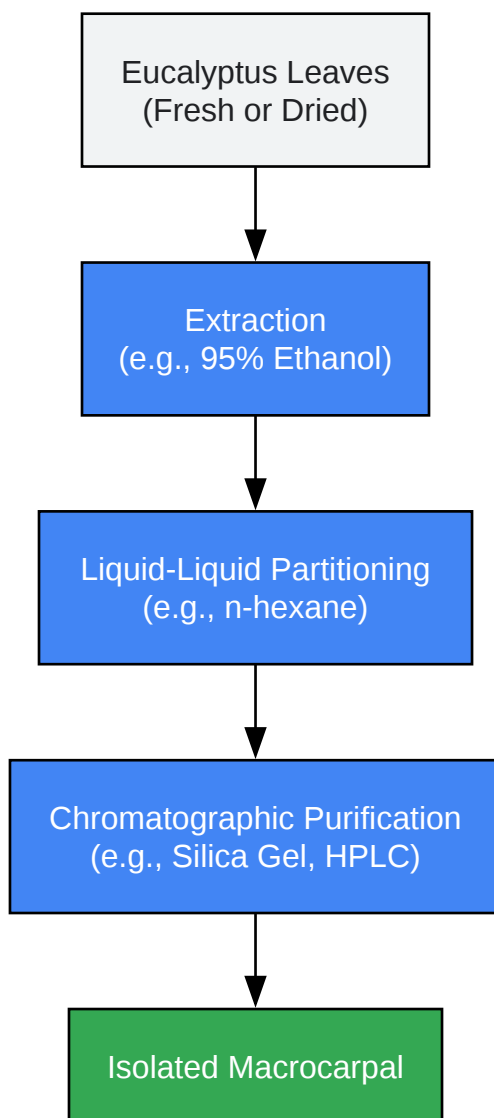 Eucalyptus Leaves
(Fresh or Dried)
Extraction
(e.g., 95% Ethanol)
Liquid-Liquid Partitioning
(e.g., n-hexane)
Chromatographic Purification
(e.g., Silica Gel, HPLC)
Isolated Macrocarpal